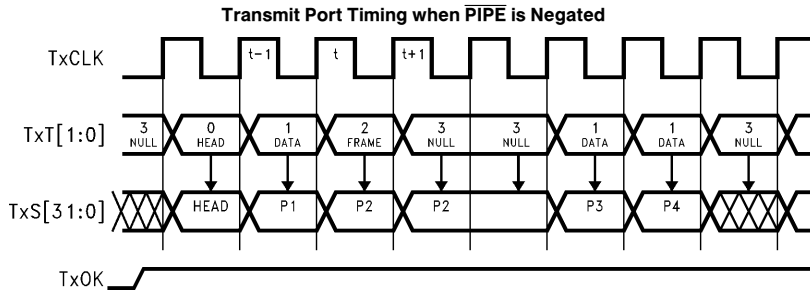 Transmit Port Timing when PIPE is Negated
TxCLK
t-1 t t+1
TxT[1:0]
3 0 1 2 3 3 1 1 3
NULL HEAD DATA FRAME NULL NULL DATA DATA NULL
TxS[31:0]
HEAD P1 P2 P2 P3 P4
TxOK